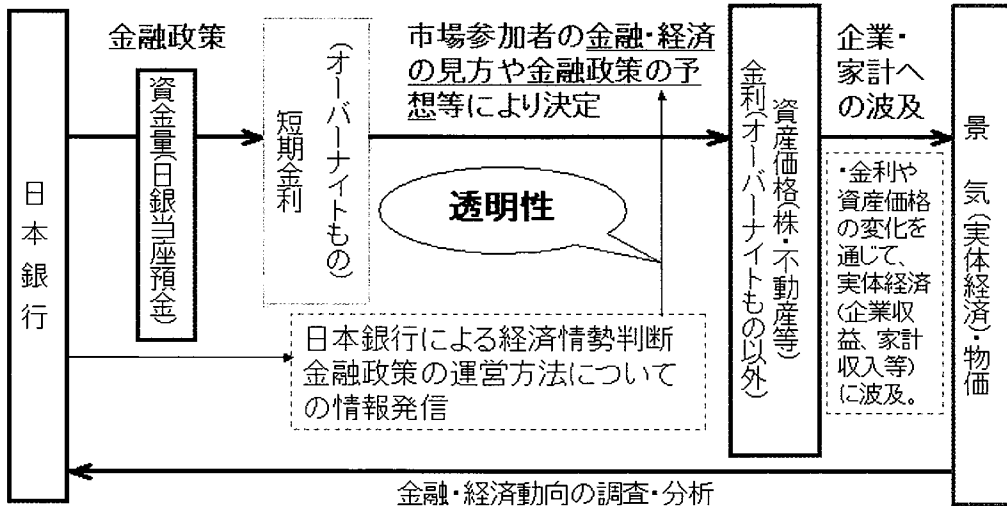 日本銀行
金融政策
資金量(日銀当座預金)
短期金利
(オーバーナイトもの)
市場参加者の金融・経済
の見方や金融政策の予
想等により決定
透明性
日本銀行による経済情勢判断
金融政策の運営方法について
の情報発信
資産価格(株・不動産等)
金利(オーバーナイトもの以外)
企業・
家計へ
の波及
・金利や
資産価格
の変化を
通じて、
実体経済
(企業収
益、家計
収入等)
に波及。
景気(実体経済)・物価
金融・経済動向の調査・分析